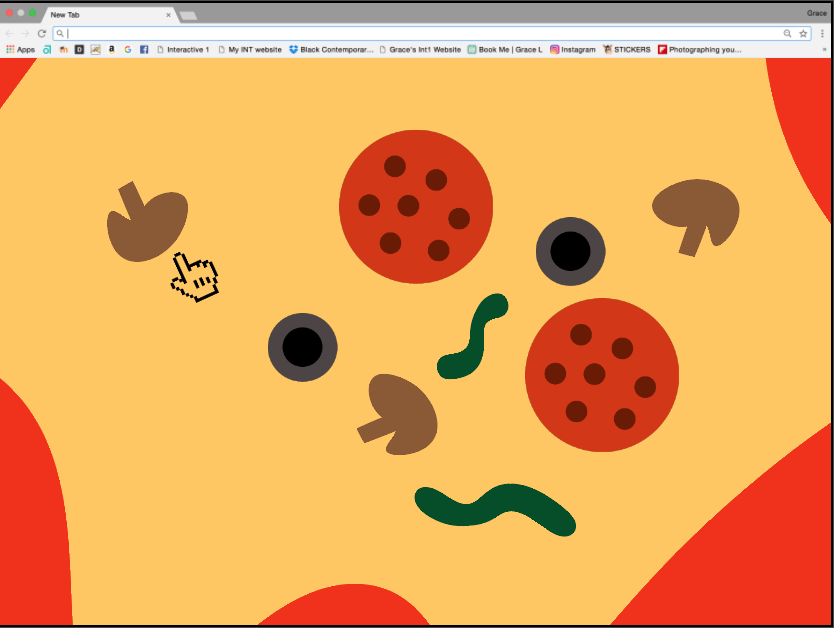 New Tab
Grace
Apps
Interactive 1
My INT website
Black Contemporar...
Grace's Int1 Website
Book Me | Grace L
Instagram
STICKERS
Photographing you...